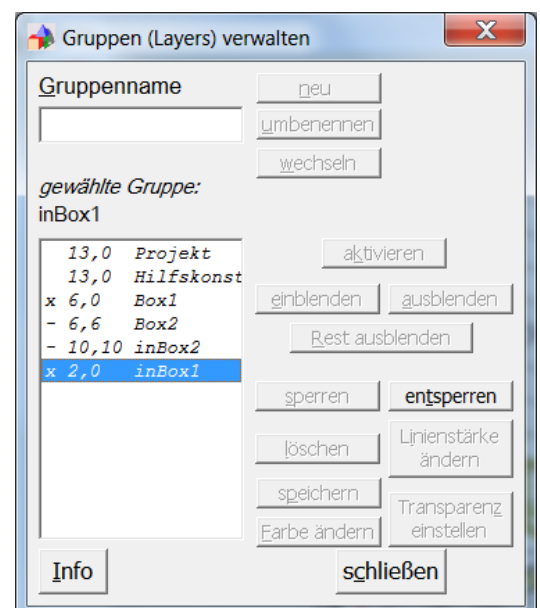 Gruppen (Layers) verwalten
X
Gruppenname
neu
umbenennen
wechseln
gewählte Gruppe:
inBox1
13,0 Projekt
13,0 Hilfskonst
x 6,0 Box1
- 6,6 Box2
- 10,10 inBox2
x 2,0 inBox1
aktivieren
einblenden ausblenden
Rest ausblenden
sperren entsperren
löschen
Linienstärke
ändern
speichern
Transparenz
einstellen
Farbe ändern
Info
schließen